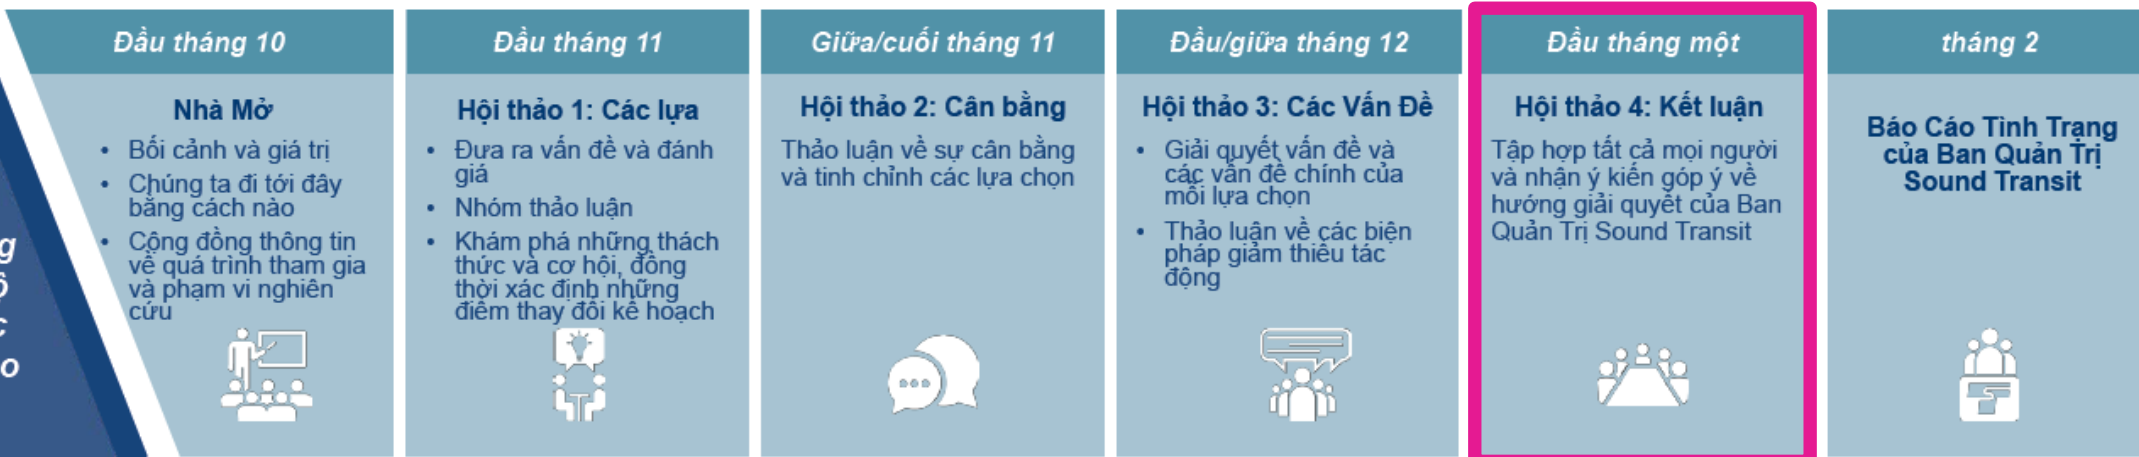 Đầu tháng 10
Nhà Mở
• Bối cảnh và giá trị
• Chúng ta đi tới đây
bằng cách nào
• Cộng đồng thông tin
về quá trình tham gia
và phạm vi nghiên
cứu
Đầu tháng 11
Hội thảo 1: Các lựa
• Đưa ra vấn đề và đánh
giá
• Nhóm thảo luận
• Khám phá những thách
thức và cơ hội, đồng
thời xác định những
điểm thay đổi kế hoạch
Giữa/cuối tháng 11
Hội thảo 2: Cân bằng
Thảo luận về sự cân bằng
và tinh chỉnh các lựa chọn
Đầu/giữa tháng 12
Hội thảo 3: Các Vấn Đề
• Giải quyết vấn đề và
các vấn đề chính của
mỗi lựa chọn
• Thảo luận về các biện
pháp giảm thiểu tác
động
Đầu tháng một
Hội thảo 4: Kết luận
Tập hợp tất cả mọi người
và nhận ý kiến góp ý về
hướng giải quyết của Ban
Quản Trị Sound Transit
tháng 2
Báo Cáo Tình Trạng
của Ban Quản Trị
Sound Transit